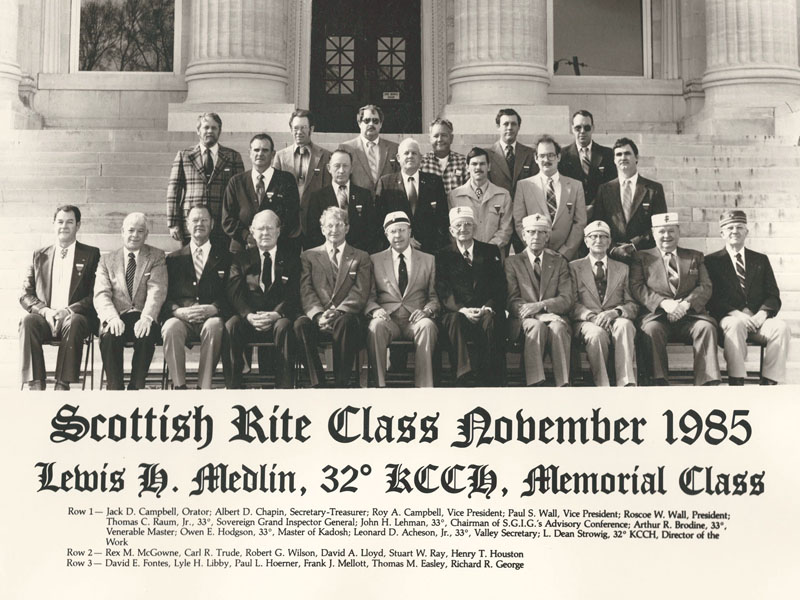 Scottish Rite Class November 1985
Lewis H. Medlin, 32° KCCH, Memorial Class
Row 1— Jack D. Campbell, Orator; Albert D. Chapin, Secretary-Treasurer; Roy A. Campbell, Vice President; Paul S. Wall, Vice President; Roscoe W. Wall, President;
Thomas C. Raum, Jr., 33°, Sovereign Grand Inspector General; John H. Lehman, 33°, Chairman of S.G.I.G.'s Advisory Conference; Arthur R. Brodine, 33°,
Venerable Master; Owen E. Hodgson, 33°, Master of Kadosh; Leonard D. Acheson, Jr., 33°, Valley Secretary; L. Dean Strowig, 32° KCCH, Director of the
Work
Row 2— Rex M. McGowne, Carl R. Trude, Robert G. Wilson, David A. Lloyd, Stuart W. Ray, Henry T. Houston
Row 3— David E. Fontes, Lyle H. Libby, Paul L. Hoerner, Frank J. Mellott, Thomas M. Easley, Richard R. George